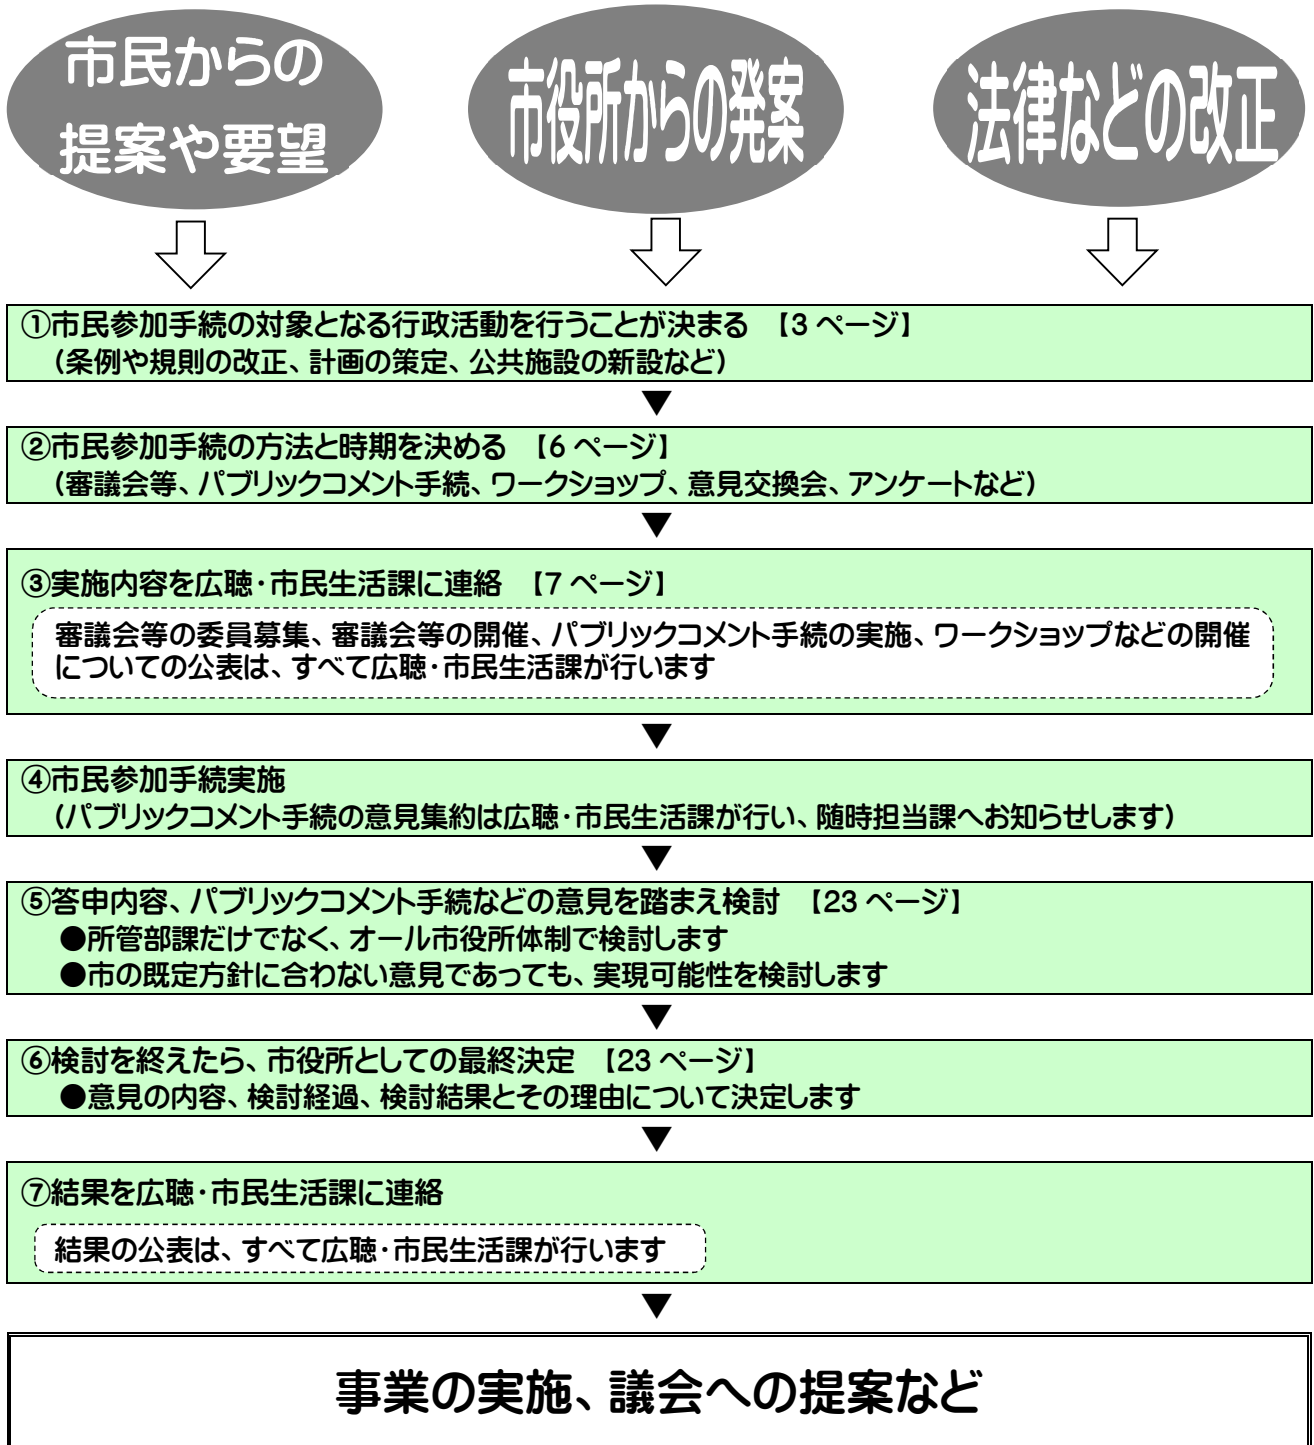 市民からの
提案や要望
市役所からの発案
法律などの改正
①市民参加手続の対象となる行政活動を行うことが決まる 【3 ページ】
（条例や規則の改正、計画の策定、公共施設の新設など）
▼
②市民参加手続の方法と時期を決める 【6 ページ】
（審議会等、パブリックコメント手続、ワークショップ、意見交換会、アンケートなど）
▼
③実施内容を広聴・市民生活課に連絡 【7 ページ】
審議会等の委員募集、審議会等の開催、パブリックコメント手続の実施、ワークショップなどの開催
についての公表は、すべて広聴・市民生活課が行います
▼
④市民参加手続実施
（パブリックコメント手続の意見集約は広聴・市民生活課が行い、随時担当課へお知らせします）
▼
⑤答申内容、パブリックコメント手続などの意見を踏まえ検討 【23 ページ】
●所管部課だけでなく、オール市役所体制で検討します
●市の既定方針に合わない意見であっても、実現可能性を検討します
▼
⑥検討を終えたら、市役所としての最終決定 【23 ページ】
●意見の内容、検討経過、検討結果とその理由について決定します
▼
⑦結果を広聴・市民生活課に連絡
結果の公表は、すべて広聴・市民生活課が行います
▼
事業の実施、議会への提案など